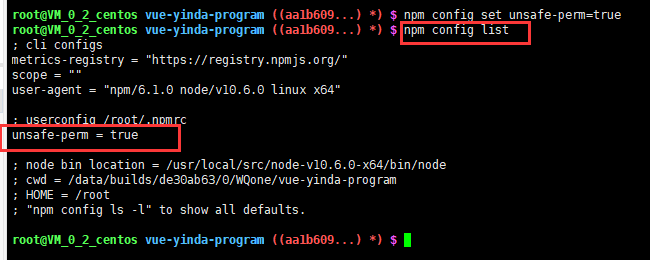 root@VM_0_2_centos vue-yinda-program ((aa1b609...) *) $ npm config set unsafe-perm=true
root@VM_0_2_centos vue-yinda-program ((aa1b609...) *) $ npm config list
; cli configs
metrics-registry = "https://registry.npmjs.org/"
scope = ""
user-agent = "npm/6.1.0 node/v10.6.0 linux x64"
; userconfig /root/.npmrc
unsafe-perm = true
; node bin location = /usr/local/src/node-v10.6.0-x64/bin/node
; cwd = /data/builds/de30ab63/0/WQone/vue-yinda-program
; HOME = /root
; "npm config ls -l" to show all defaults.
root@VM_0_2_centos vue-yinda-program ((aa1b609...) *) $